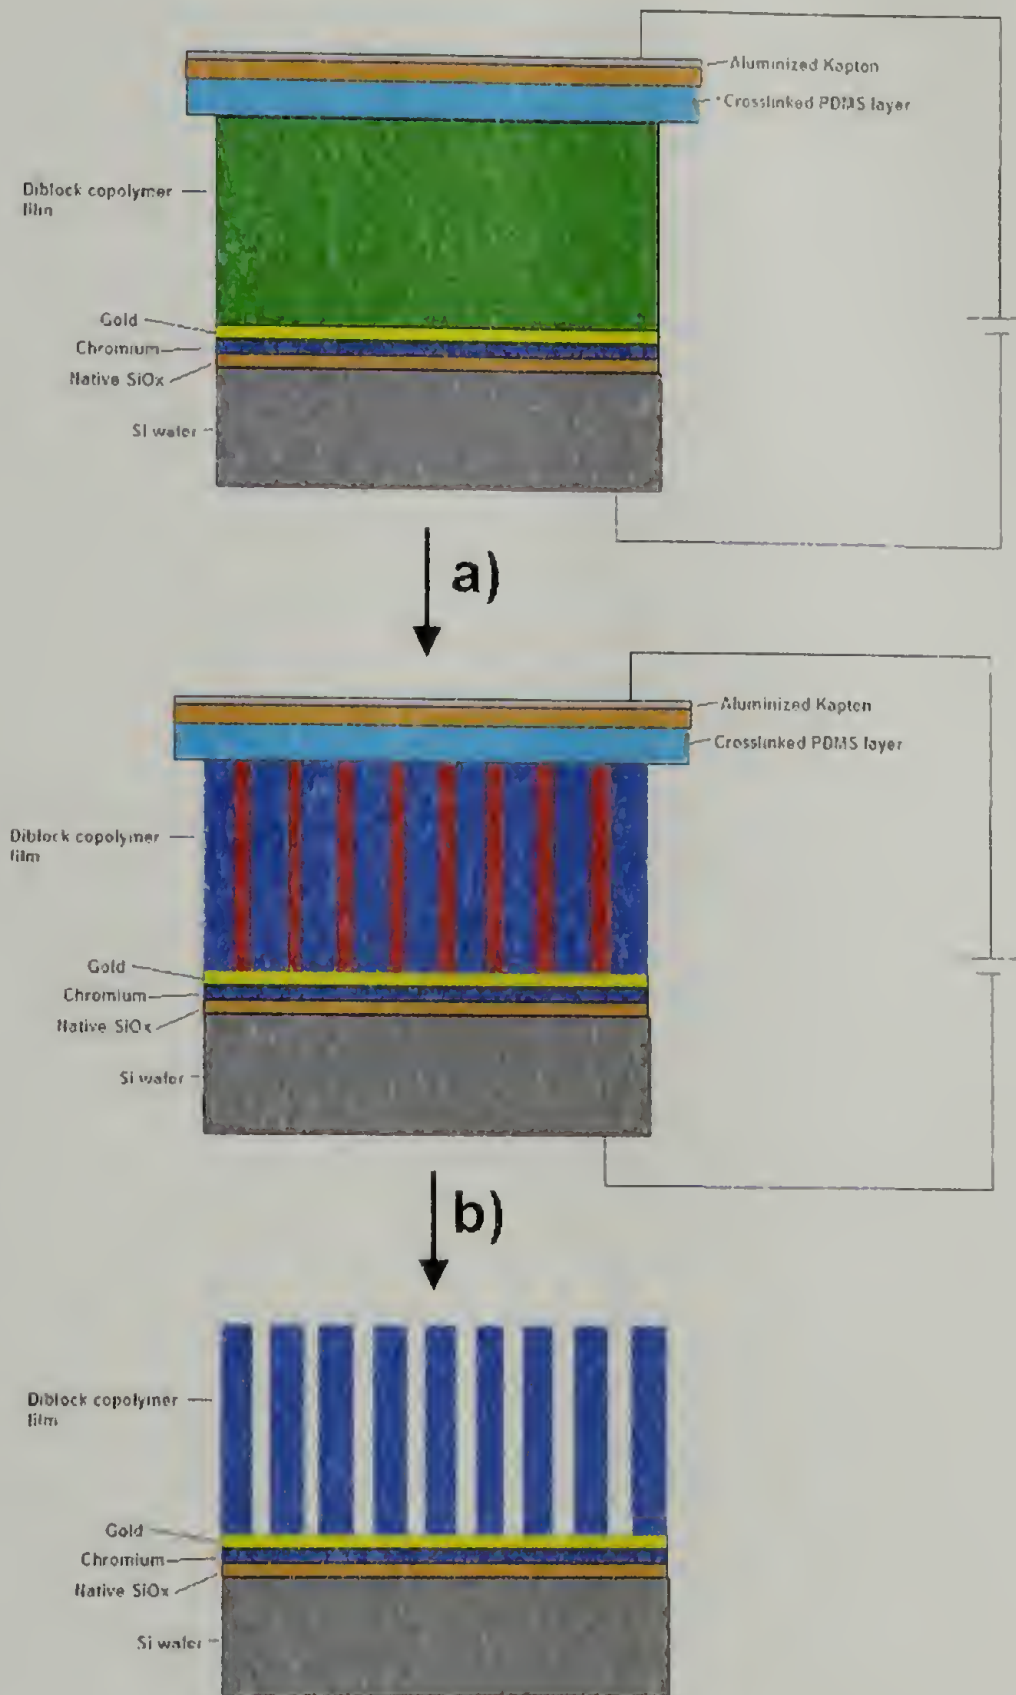 Aluminized Kapton
Crosslinked PDMS layer
Diblock copolymer
film
Gold
Chromium
Native SiOx
Si wafer
a)
Aluminized Kapton
Crosslinked PDMS layer
Diblock copolymer
film
Gold
Chromium
Native SiOx
Si wafer
b)
Diblock copolymer
film
Gold
Chromium
Native SiOx
Si wafer